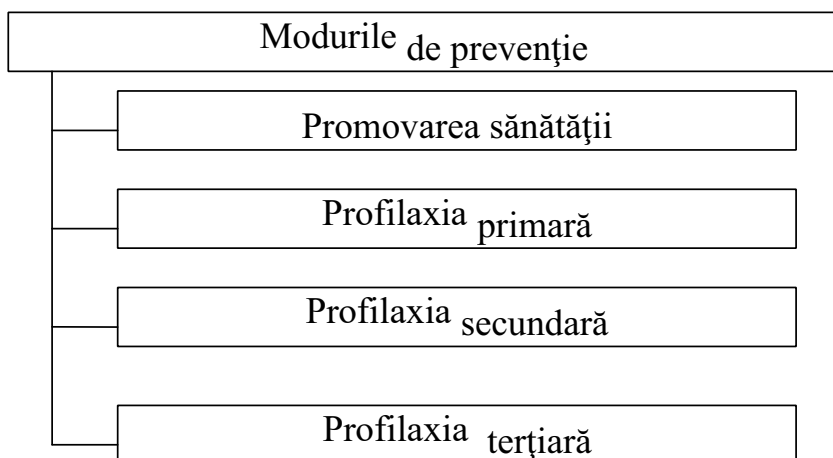 Modurile de prevenţie
Promovarea sănătăţii
Profilaxia primară
Profilaxia secundară
Profilaxia terţiară